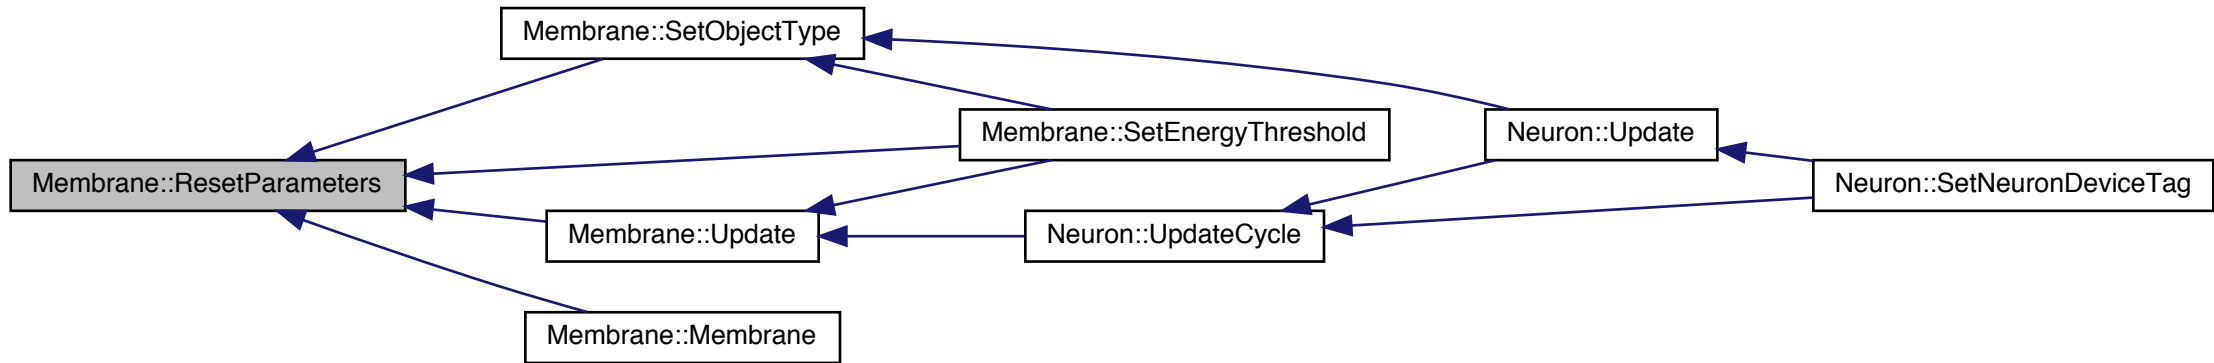 Membrane::SetObjectType
Membrane::SetEnergyThreshold
Neuron::Update
Membrane::ResetParameters
Neuron::SetNeuronDeviceTag
Membrane::Update
Neuron::UpdateCycle
Membrane::Membrane